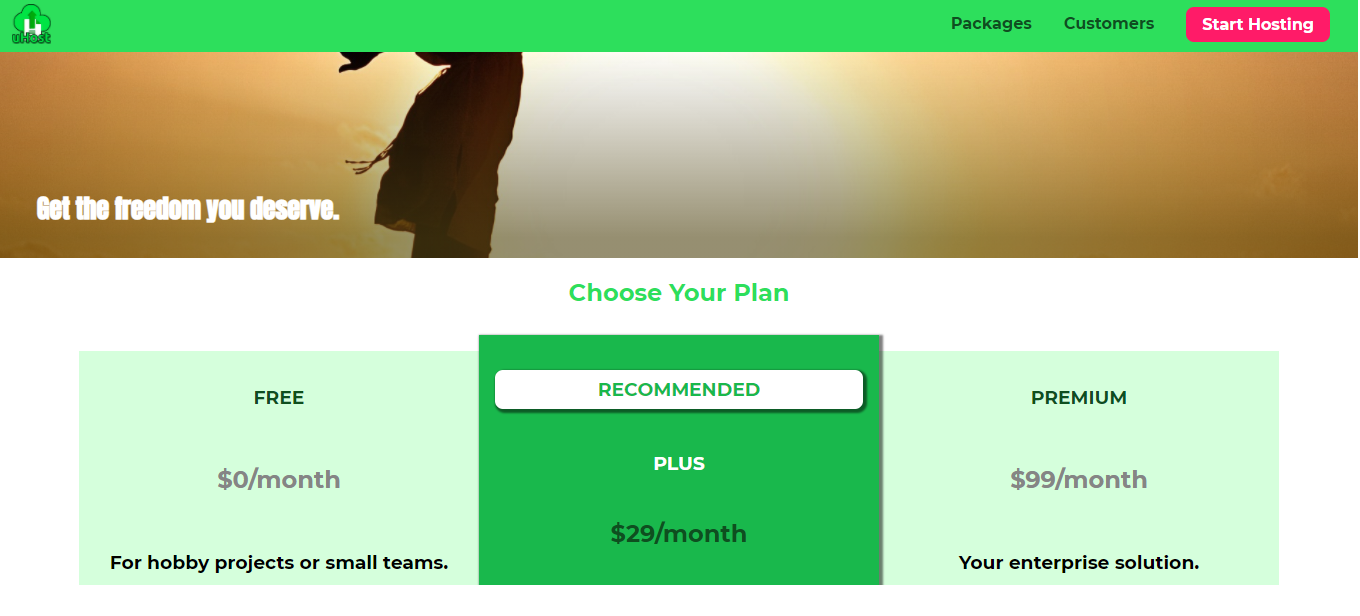 uHost
Packages
Customers
Start Hosting
Get the freedom you deserve.
Choose Your Plan
FREE
$0/month
For hobby projects or small teams.
RECOMMENDED
PLUS
$29/month
PREMIUM
$99/month
Your enterprise solution.